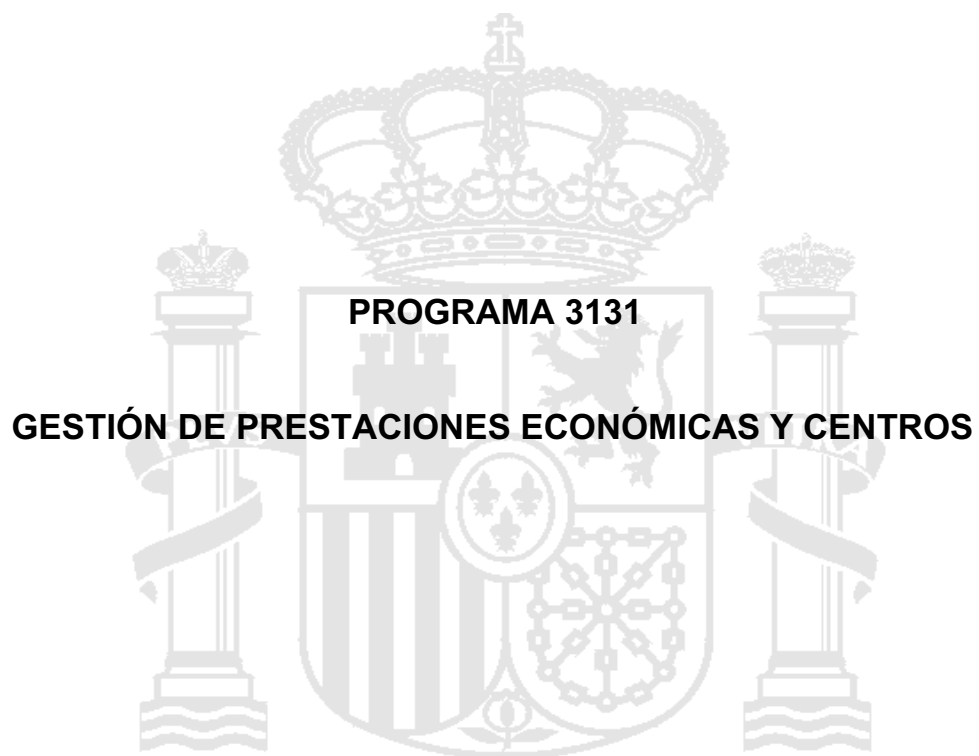 PROGRAMA 3131
GESTIÓN DE PRESTACIONES ECONÓMICAS Y CENTROS